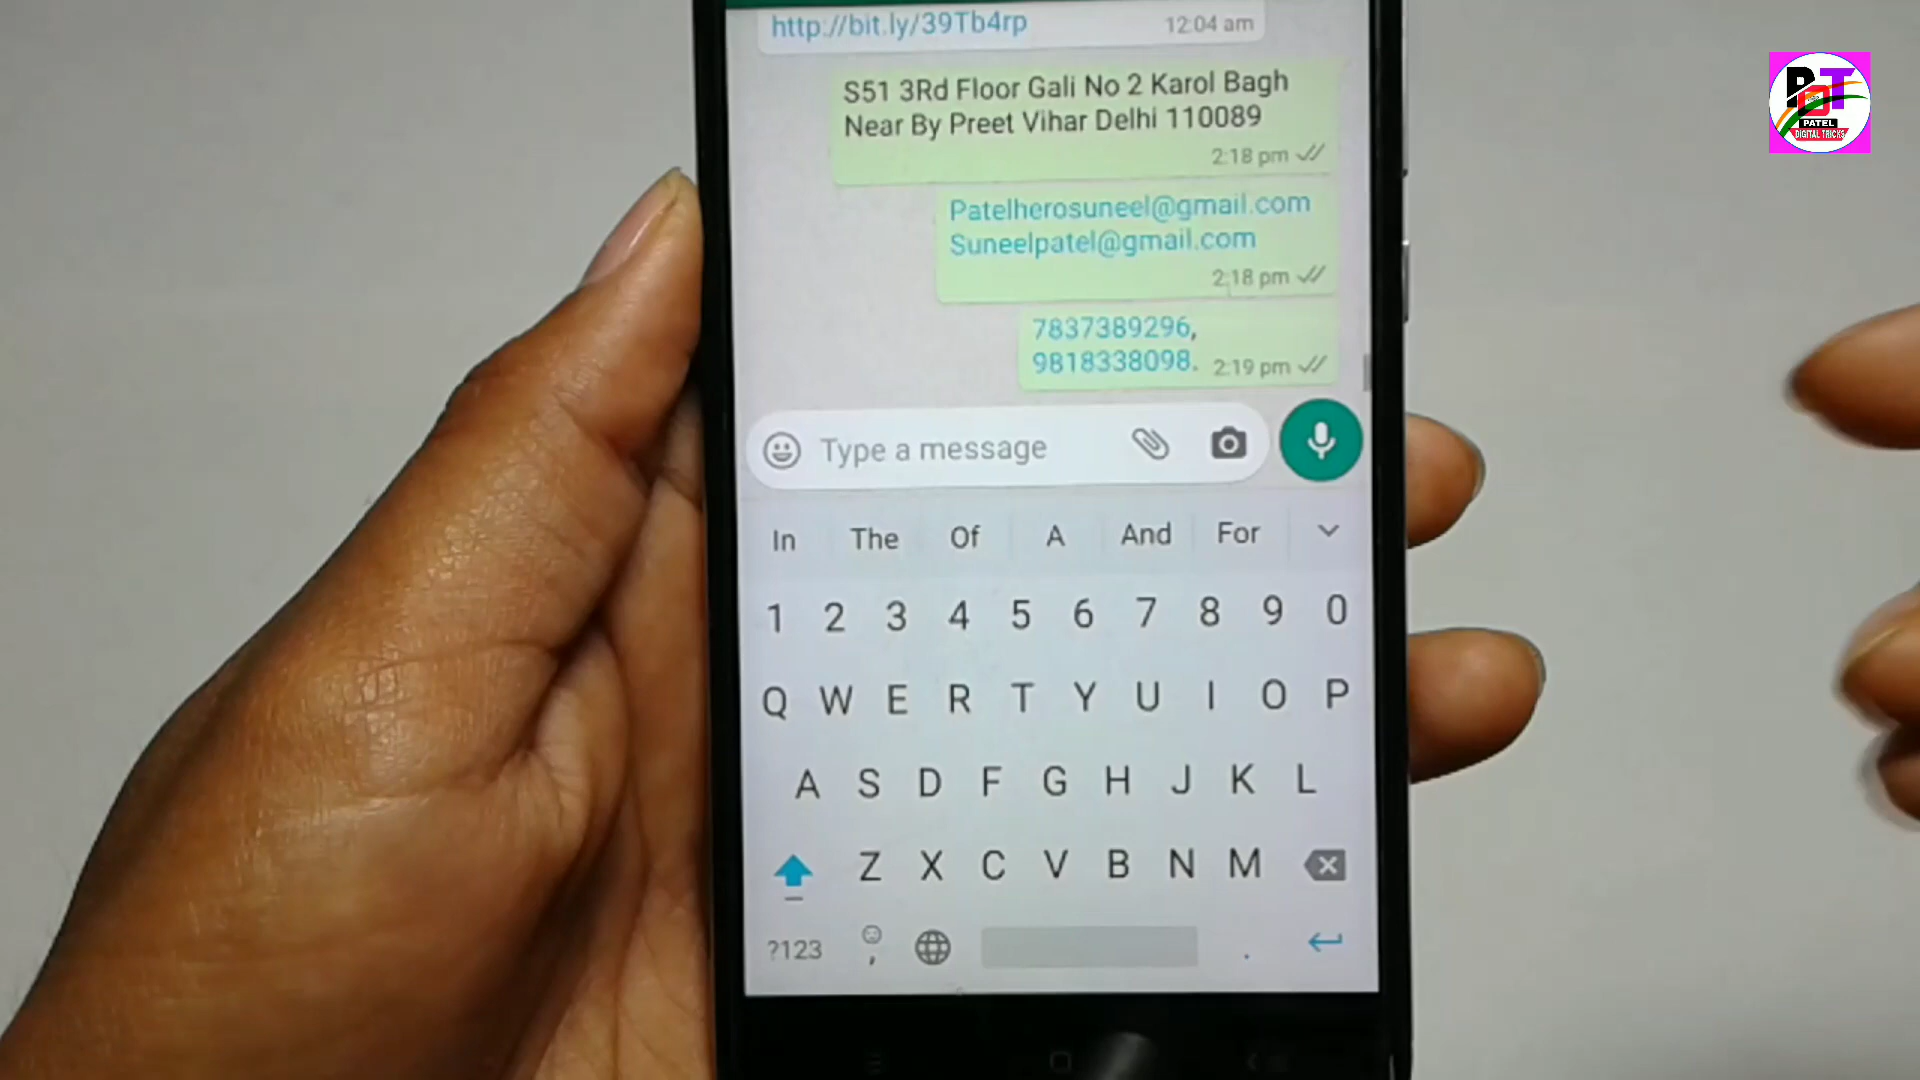 http://bit.ly/39Tb4rp
12:04 am
S51 3Rd Floor Gali No 2 Karol Bagh
Near By Preet Vihar Delhi 110089
2:18 pm
Patelherosuneel@gmail.com
Suneelpatel@gmail.com
2:18 pm
7837389296,
9818338098. 2:19 pm
Type a message
In The Of A And For
1 2 3 4 5 6 7 8 9 0
Q W E R T Y U I O P
A S D F G H J K L
Z X C V B N M
?123 , .
PDT
PATEL
DIGITAL TRICKS